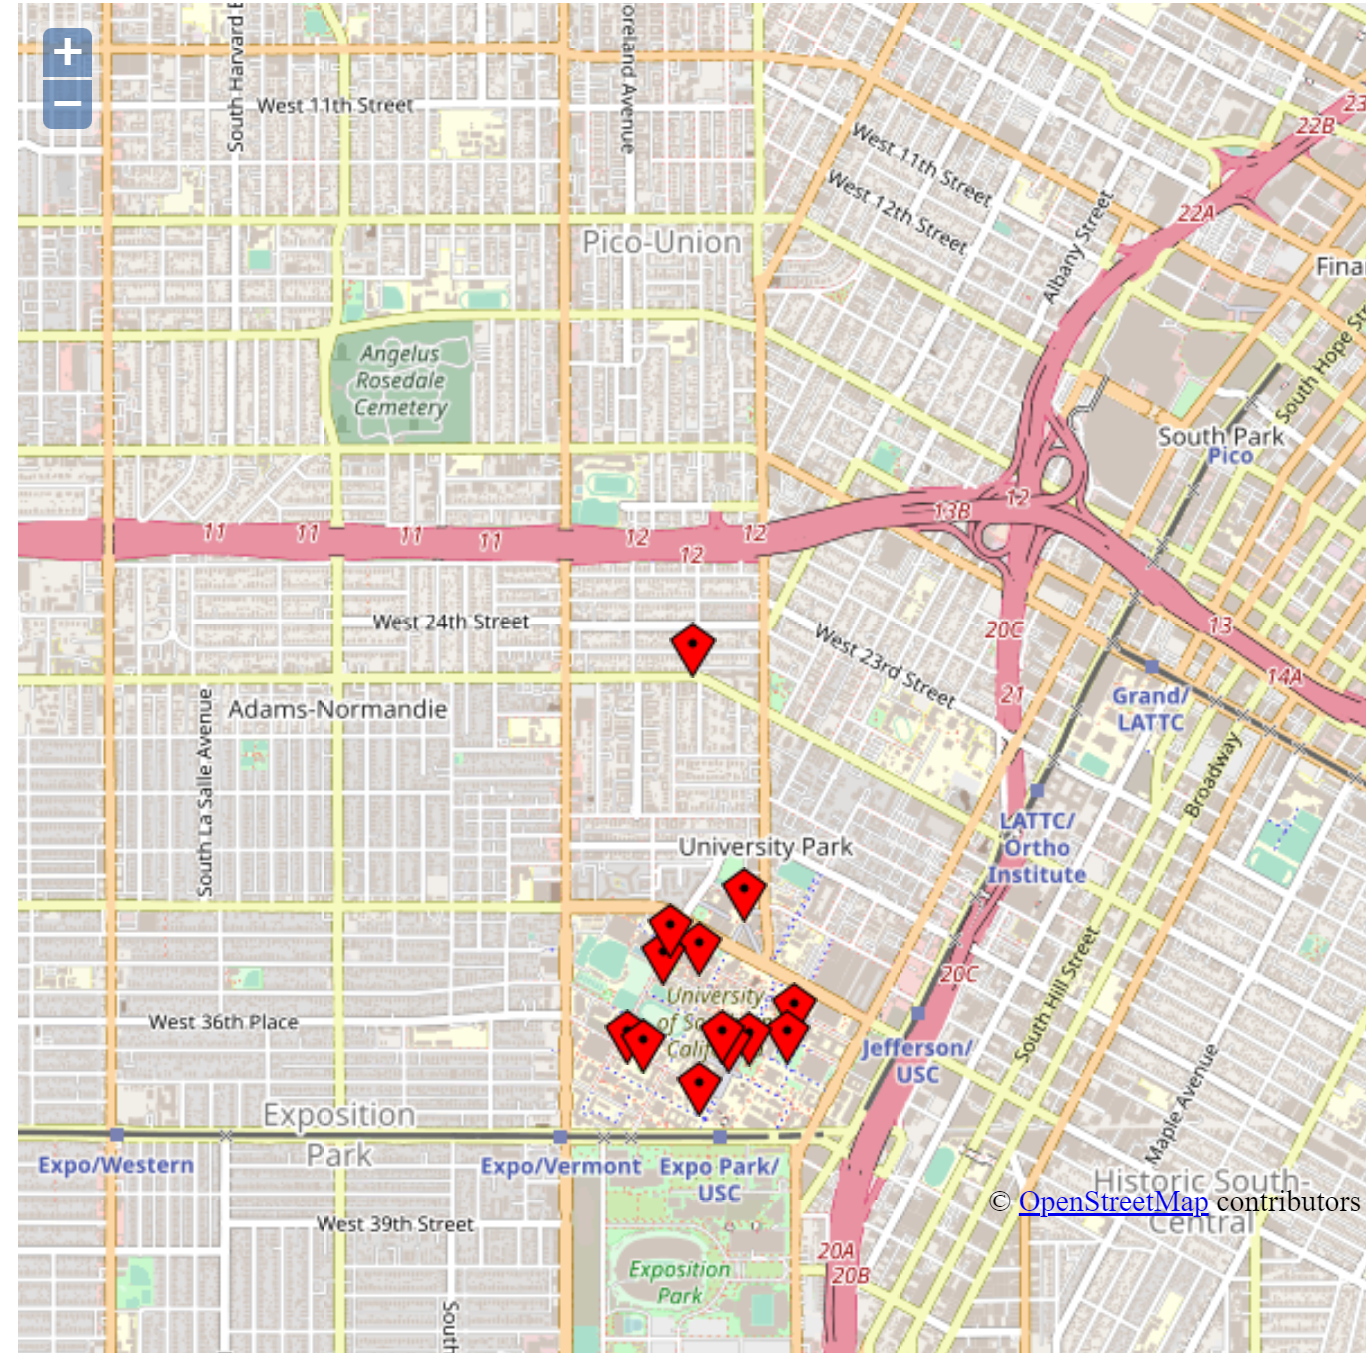 +
−
West 11th Street
South Harvard B
oreland Avenue
West 11th Street
West 12th Street
Albany Street
22B
23
22A
Pico-Union
Finan
Angelus
Rosedale
Cemetery
South Hope St
South Park
Pico
11
11
11
11
12
12
12
13B
12
13
14A
20C
21
West 24th Street
West 23rd Street
Adams-Normandie
South La Salle Avenue
Grand/
LATTC
Broadway
LATTC/
Ortho
Institute
University Park
20C
South Hill Street
University
of So
Calif
West 36th Place
Jefferson/
USC
Maple Avenue
Exposition
Park
Expo/Western
Expo/Vermont
Expo Park/
USC
Historic South-
Central
© OpenStreetMap contributors
West 39th Street
Exposition
Park
20A
20B
South